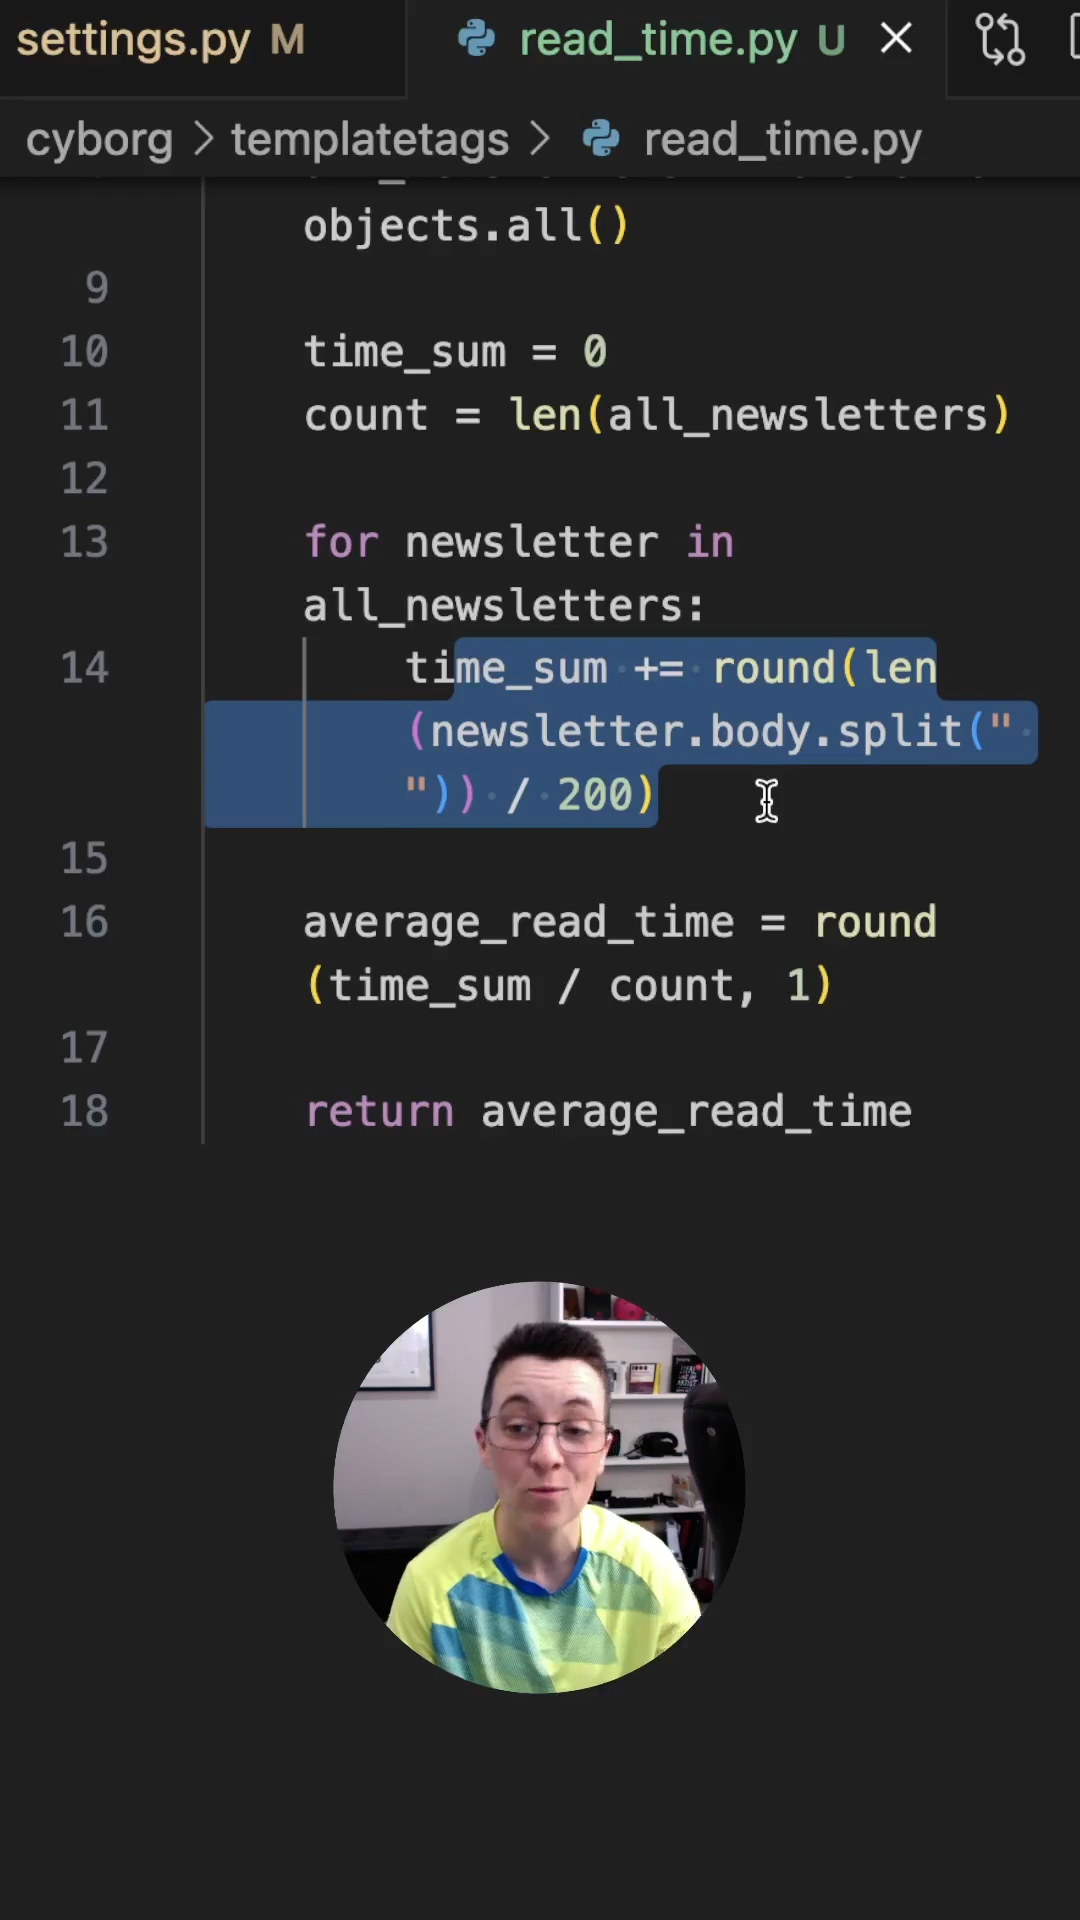 settings.py M
read_time.py U
cyborg > templatetags > read_time.py
objects.all()
9
10 time_sum = 0
11 count = len(all_newsletters)
12
13 for newsletter in
all_newsletters:
14 time_sum += round(len
(newsletter.body.split("
")) / 200)
15
16 average_read_time = round
(time_sum / count, 1)
17
18 return average_read_time